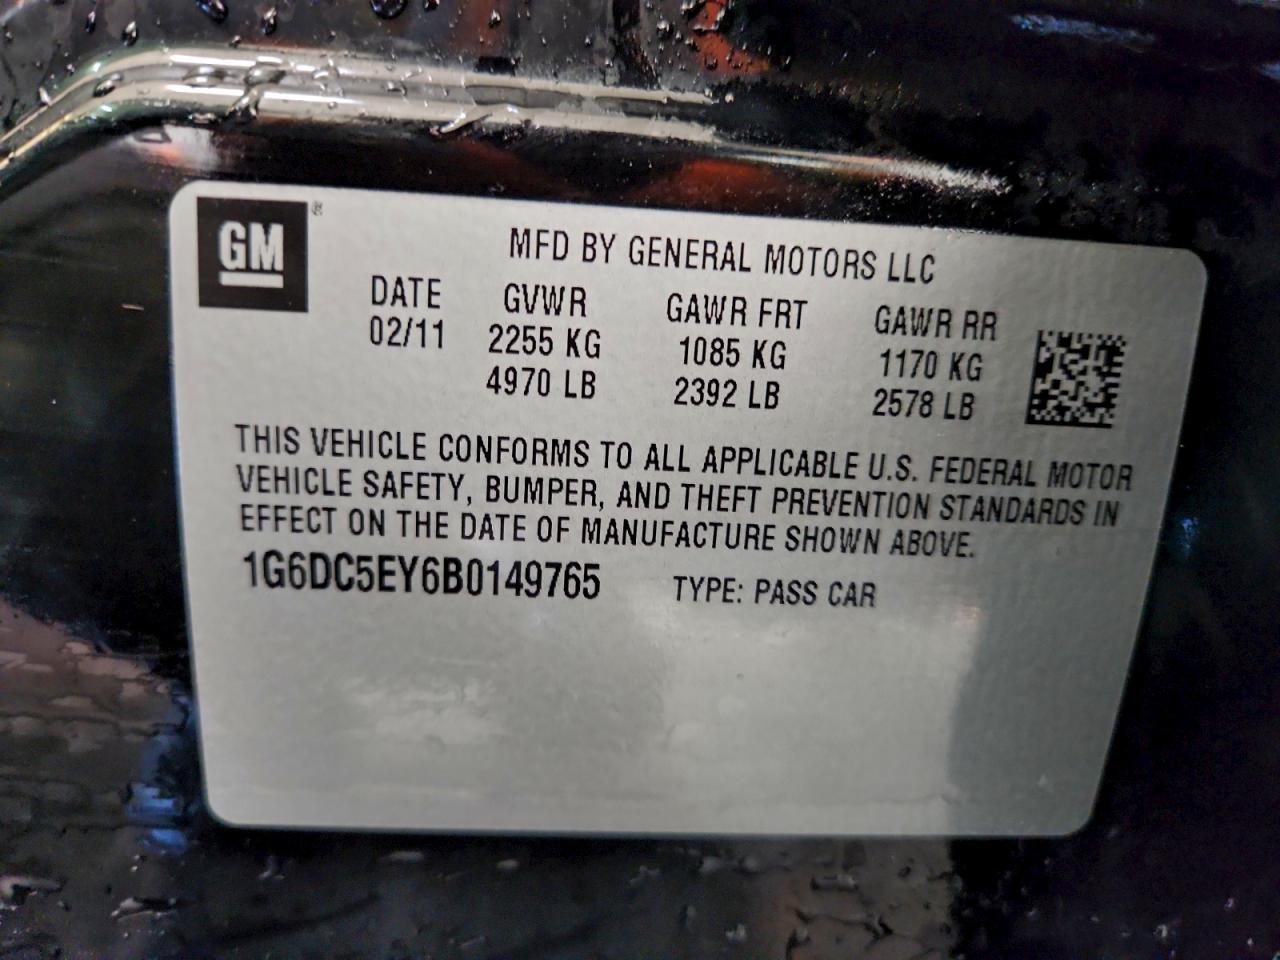 GM®
MFD BY GENERAL MOTORS LLC
DATE GVWR GAWR FRT GAWR RR
02/11 2255 KG 1085 KG 1170 KG
4970 LB 2392 LB 2578 LB
THIS VEHICLE CONFORMS TO ALL APPLICABLE U.S. FEDERAL MOTOR
VEHICLE SAFETY, BUMPER, AND THEFT PREVENTION STANDARDS IN
EFFECT ON THE DATE OF MANUFACTURE SHOWN ABOVE.
1G6DC5EY6B0149765 TYPE: PASS CAR